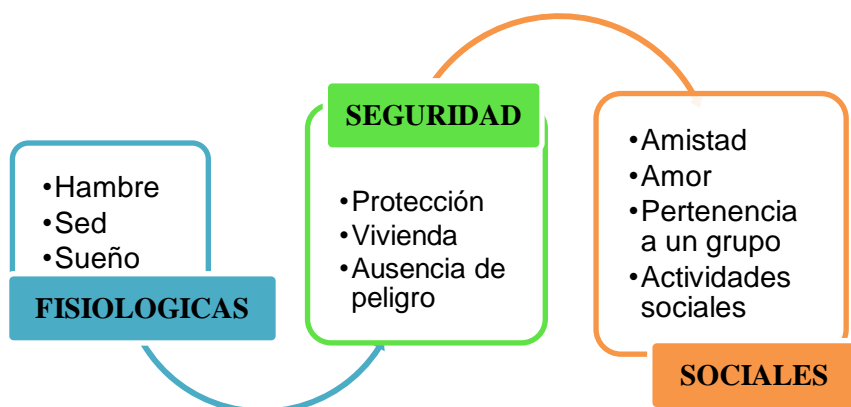 •Hambre
•Sed
•Sueño
FISIOLOGICAS
SEGURIDAD
•Protección
•Vivienda
•Ausencia de
peligro
•Amistad
•Amor
•Pertenencia
a un grupo
•Actividades
sociales
SOCIALES